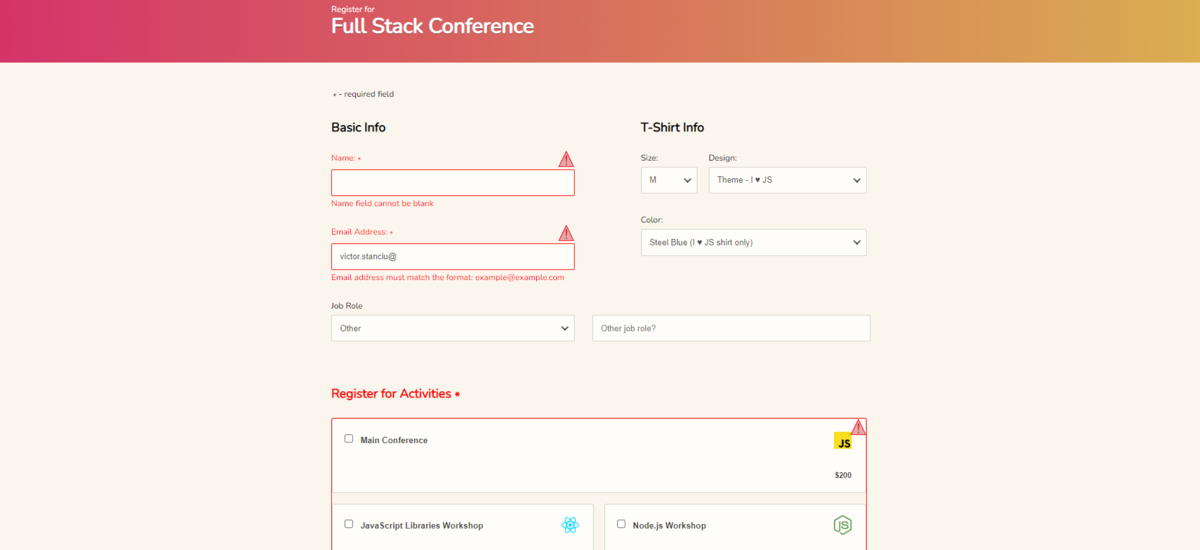 Register for
Full Stack Conference
* - required field
Basic Info
Name: *
Name field cannot be blank
Email Address: *
victor.stanciu@
Email address must match the format: example@example.com
T-Shirt Info
Size:
Design:
M
Theme - I ♥ JS
Color:
Steel Blue (I ♥ JS shirt only)
Job Role
Other
Other job role?
Register for Activities *
Main Conference
JS
$200
JavaScript Libraries Workshop
Node.js Workshop
JS